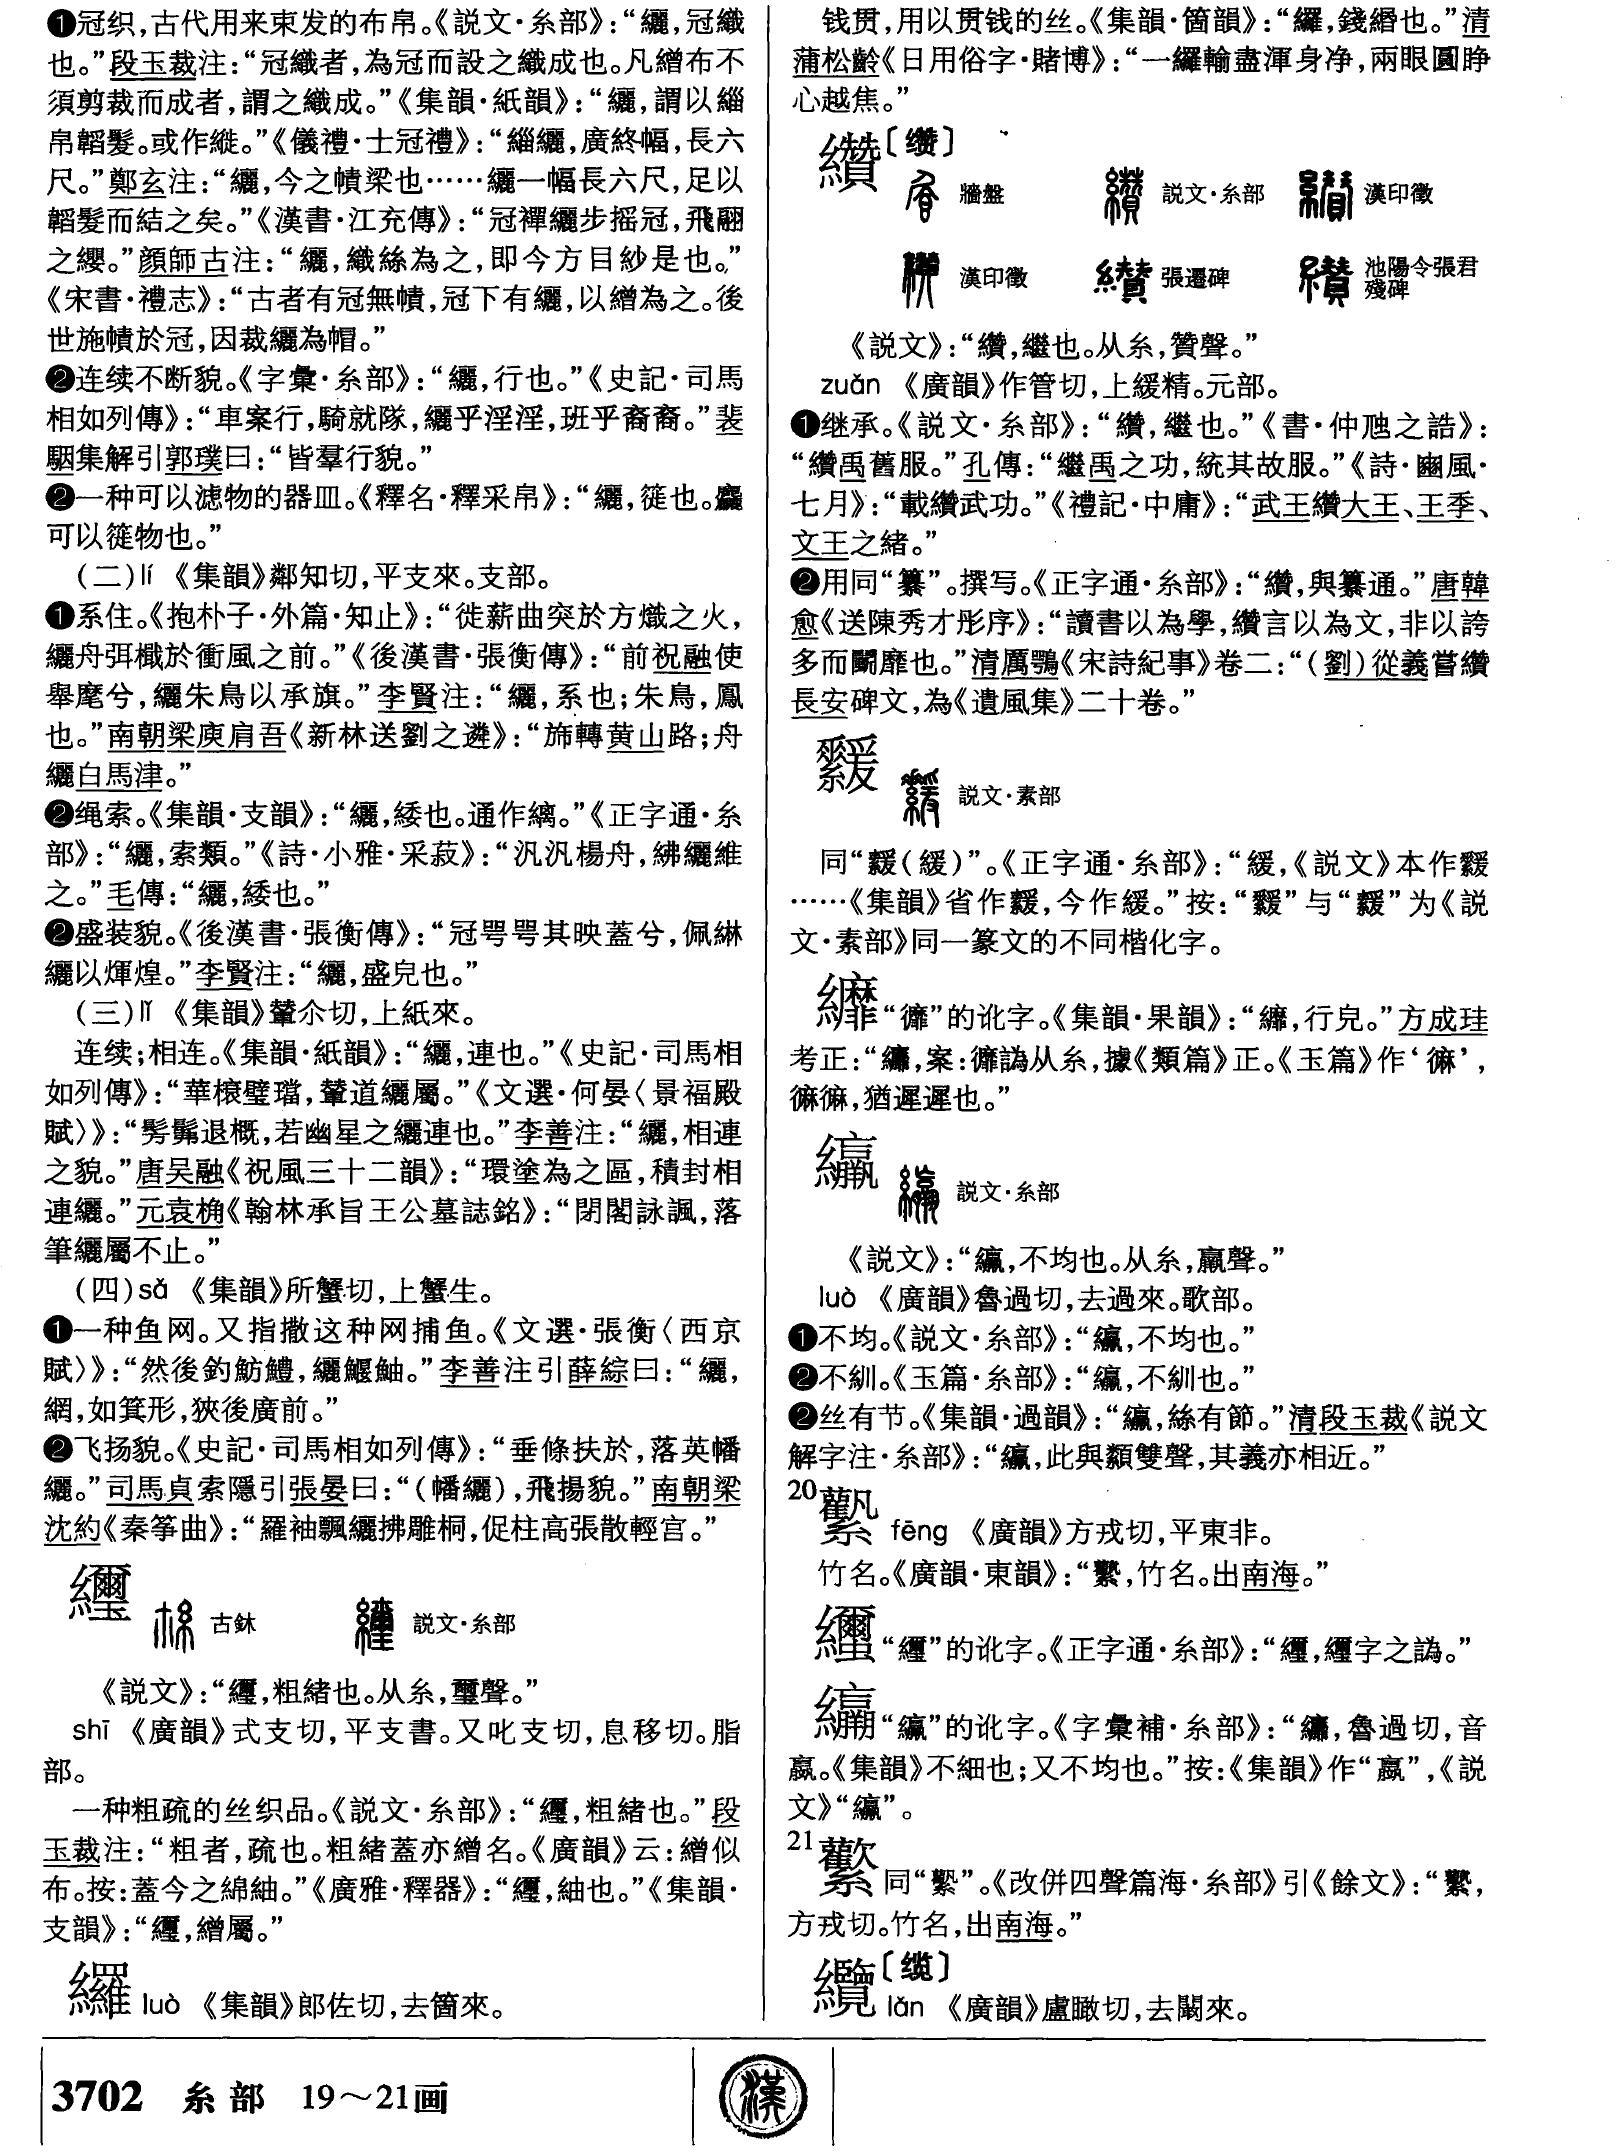 ❶冠织，古代用来束发的布帛。《説文·糸部》：“纚，冠織
也。”段玉裁注：“冠織者，為冠而設之織成也。凡繒布不
須剪裁而成者，謂之織成。”《集韻·紙韻》：“纚，謂以緇
帛韜髮。或作縰。”《儀禮·士冠禮》：“緇纚，廣終幅，長六
尺。”鄭玄注：“纚，今之幘梁也……纚一幅長六尺，足以
韜髮而結之矣。”《漢書·江充傳》：“冠襌纚步摇冠，飛翮
之纓。”顔師古注：“纚，織絲為之，即今方目紗是也。”
《宋書·禮志》：“古者有冠無幘，冠下有纚，以繒為之。後
世施幘於冠，因裁纚為帽。”
❷连续不断貌。《字彙·糸部》：“纚，行也。”《史記·司馬
相如列傳》：“車案行，騎就隊，纚乎淫淫，班乎裔裔。”裴
駰集解引郭璞曰：“皆羣行貌。”
❷一种可以滤物的器皿。《釋名·釋采帛》：“纚，簁也。麤
可以簁物也。”
(二)lí 《集韻》鄰知切，平支來。支部。
❶系住。《抱朴子·外篇·知止》：“徙薪曲突於方熾之火，
纚舟弭檝於衝風之前。”《後漢書·張衡傳》：“前祝融使
舉麾兮，纚朱鳥以承旗。”李賢注：“纚，系也；朱鳥，鳳
也。”南朝梁庾肩吾《新林送劉之遴》：“旆轉黄山路；舟
纚白馬津。”
❷绳索。《集韻·支韻》：“纚，緌也。通作縭。”《正字通·糸
部》：“纚，索類。”《詩·小雅·采菽》：“汎汎楊舟，紼纚維
之。”毛傳：“纚，緌也。”
❷盛装貌。《後漢書·張衡傳》：“冠咢咢其映蓋兮，佩綝
纚以煇煌。”李賢注：“纚，盛皃也。”
(三)lǐ 《集韻》輦尒切，上紙來。
连续；相连。《集韻·紙韻》：“纚，連也。”《史記·司馬相
如列傳》：“華榱璧璫，輦道纚屬。”《文選·何晏〈景福殿
賦〉》：“髣髴退概，若幽星之纚連也。”李善注：“纚，相連
之貌。”唐吴融《祝風三十二韻》：“環塗為之區，積封相
連纚。”元袁桷《翰林承旨王公墓誌銘》：“閉閣詠諷，落
筆纚屬不止。”
(四)sǎ 《集韻》所蟹切，上蟹生。
❶一种鱼网。又指撒这种网捕鱼。《文選·張衡〈西京
賦〉》：“然後釣魴鱧，纚鰋鮋。”李善注引薛綜曰：“纚，
網，如箕形，狹後廣前。”
❷飞扬貌。《史記·司馬相如列傳》：“垂條扶於，落英幡
纚。”司馬貞索隱引張晏曰：“(幡纚)，飛揚貌。”南朝梁
沈約《秦筝曲》：“羅袖飄纚拂雕桐，促柱高張散輕宫。”
纚
古鉥 説文·糸部
《説文》：“䌳，粗緒也。从糸，璽聲。”
shī 《廣韻》式支切，平支書。又叱支切，息移切。脂
部。
一种粗疏的丝织品。《説文·糸部》：“䌳，粗緒也。”段
玉裁注：“粗者，疏也。粗緒蓋亦繒名。《廣韻》云：繒似
布。按：蓋今之綿紬。”《廣雅·釋器》：“䌳，紬也。”《集韻·
支韻》：“䌳，繒屬。”
纙 luò 《集韻》郎佐切，去箇來。
钱贯，用以贯钱的丝。《集韻·箇韻》：“纙，錢緡也。”清
蒲松齡《日用俗字·賭博》：“一纙輸盡渾身净，兩眼圓睁
心越焦。”
纘〔缵〕
牆盤 説文·糸部 漢印徵
漢印徵 張遷碑 池陽令張君殘碑
《説文》：“纘，繼也。从糸，贊聲。”
zuǎn 《廣韻》作管切，上緩精。元部。
❶继承。《説文·糸部》：“纘，繼也。”《書·仲虺之誥》：
“纘禹舊服。”孔傳：“繼禹之功，統其故服。”《詩·豳風·
七月》：“載纘武功。”《禮記·中庸》：“武王纘大王、王季、
文王之緒。”
❷用同“纂”。撰写。《正字通·糸部》：“纘，與纂通。”唐韓
愈《送陳秀才彤序》：“讀書以為學，纘言以為文，非以誇
多而鬭靡也。”清厲鶚《宋詩紀事》卷二：“(劉)從義嘗纘
長安碑文，為《遺風集》二十卷。”
説文·素部
同“䋿(緩)”。《正字通·糸部》：“緩，《説文》本作
……《集韻》省作，今作緩。”按：“”与“”为《説
文·素部》同一篆文的不同楷化字。
“𢖡”的讹字。《集韻·果韻》：“，行皃。”方成珪
考正：“，案：譌从糸，據《類篇》正。《玉篇》作‘’，
，猶遲遲也。”
説文·糸部
《説文》：“，不均也。从糸，羸聲。”
luò 《廣韻》魯過切，去過來。歌部。
❶不均。《説文·糸部》：“，不均也。”
❷不紃。《玉篇·糸部》：“，不紃也。”
❷丝有节。《集韻·過韻》：“，絲有節。”清段玉裁《説文
解字注·糸部》：“，此與纇雙聲，其義亦相近。”
20 fēng 《廣韻》方戎切，平東非。
竹名。《廣韻·東韻》：“，竹名。出南海。”
“䌳”的讹字。《正字通·糸部》：“，䌳字之譌。”
“”的讹字。《字彙補·糸部》：“，魯過切，音
嬴。《集韻》不細也；又不均也。”按：《集韻》作“”，《説
文》“”。
21 同“”。《改併四聲篇海·糸部》引《餘文》：“，
方戎切。竹名，出南海。”
纜〔缆〕
lǎn 《廣韻》盧瞰切，去闞來。
3702 糸部 19～21画
漢